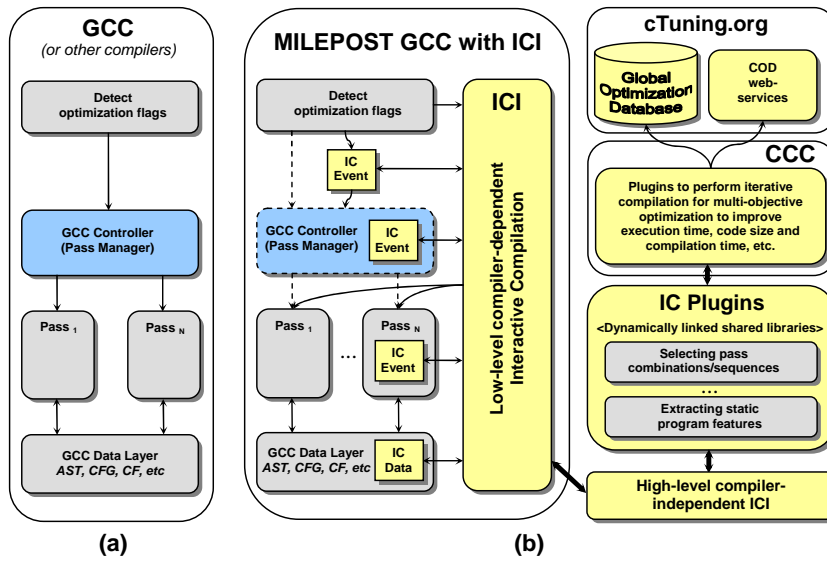 GCC
(or other compilers)
Detect
optimization flags
GCC Controller
(Pass Manager)
Pass 1
Pass N
GCC Data Layer
AST, CFG, CF, etc
(a)
MILEPOST GCC with ICI
Detect
optimization flags
IC
Event
GCC Controller
(Pass Manager)
IC
Event
Pass 1
...
Pass N
IC
Event
GCC Data Layer
AST, CFG, CF, etc
IC
Data
ICI
Low-level compiler-dependent
Interactive Compilation
(b)
cTuning.org
Global
Optimization
Database
COD
web-
services
CCC
Plugins to perform iterative
compilation for multi-objective
optimization to improve
execution time, code size and
compilation time, etc.
IC Plugins
<Dynamically linked shared libraries>
Selecting pass
combinations/sequences
...
Extracting static
program features
High-level compiler-
independent ICI